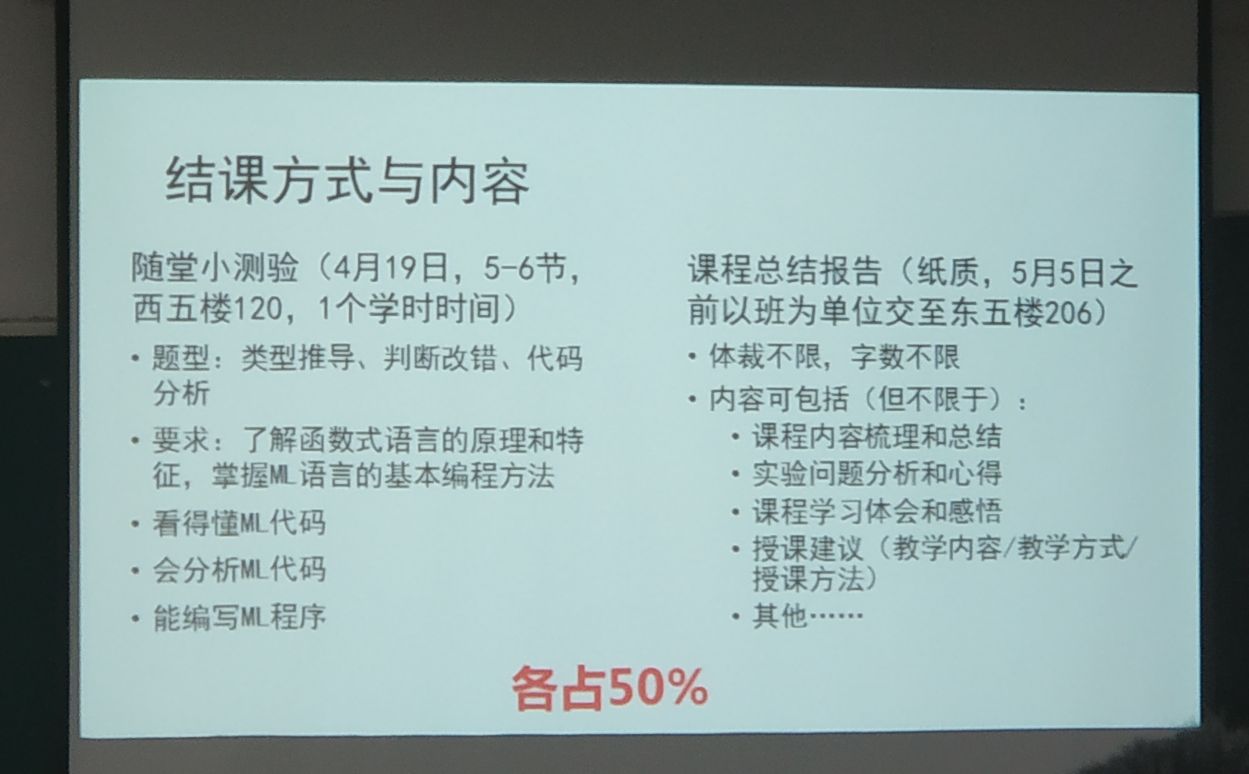 结课方式与内容
随堂小测验（4月19日，5-6节，
西五楼120，1个学时时间）
• 题型：类型推导、判断改错、代码
分析
• 要求：了解函数式语言的原理和特
征，掌握ML语言的基本编程方法
• 看得懂ML代码
• 会分析ML代码
• 能编写ML程序
课程总结报告（纸质，5月5日之
前以班为单位交至东五楼206）
• 体裁不限，字数不限
• 内容可包括（但不限于）：
• 课程内容梳理和总结
• 实验问题分析和心得
• 课程学习体会和感悟
• 授课建议（教学内容/教学方式/
授课方法）
• 其他……
各占50%